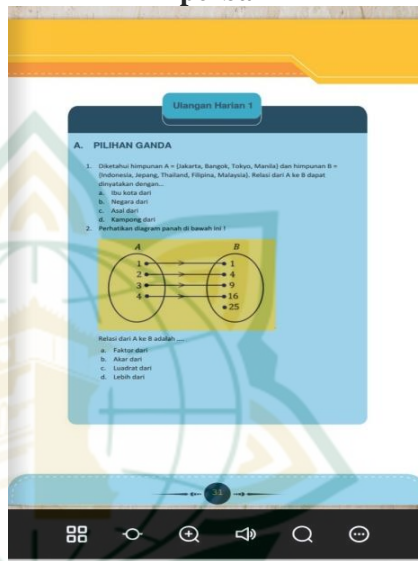 Ulangan Harian 1
A. PILIHAN GANDA
1. Diketahui himpunan A = {Jakarta, Bangok, Tokyo, Manila} dan himpunan B =
{Indonesia, Jepang, Thailand, Filipina, Malaysia}. Relasi dari A ke B dapat
dinyatakan dengan...
a. Ibu kota dari
b. Negara dari
c. Asal dari
d. Kampong dari
2. Perhatikan diagram panah di bawah ini !
A B
1 1
2 4
3 9
4 16
25
Relasi dari A ke B adalah ....
a. Faktor dari
b. Akar dari
c. Luadrat dari
d. Lebih dari
31